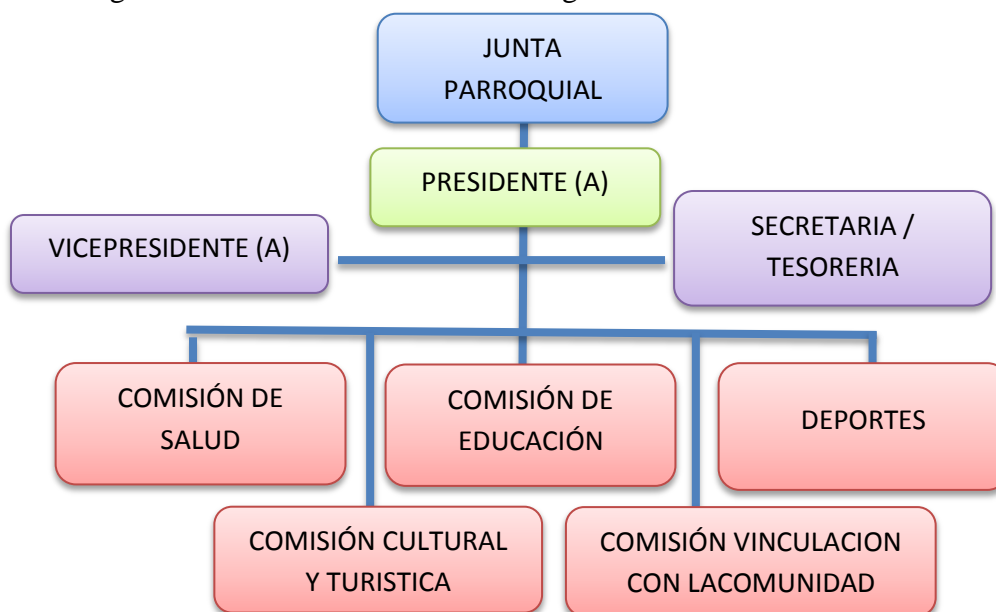 JUNTA
PARROQUIAL
PRESIDENTE (A)
VICEPRESIDENTE (A)
SECRETARIA /
TESORERIA
COMISIÓN DE
SALUD
COMISIÓN DE
EDUCACIÓN
DEPORTES
COMISIÓN CULTURAL
Y TURISTICA
COMISIÓN VINCULACION
CON LACOMUNIDAD